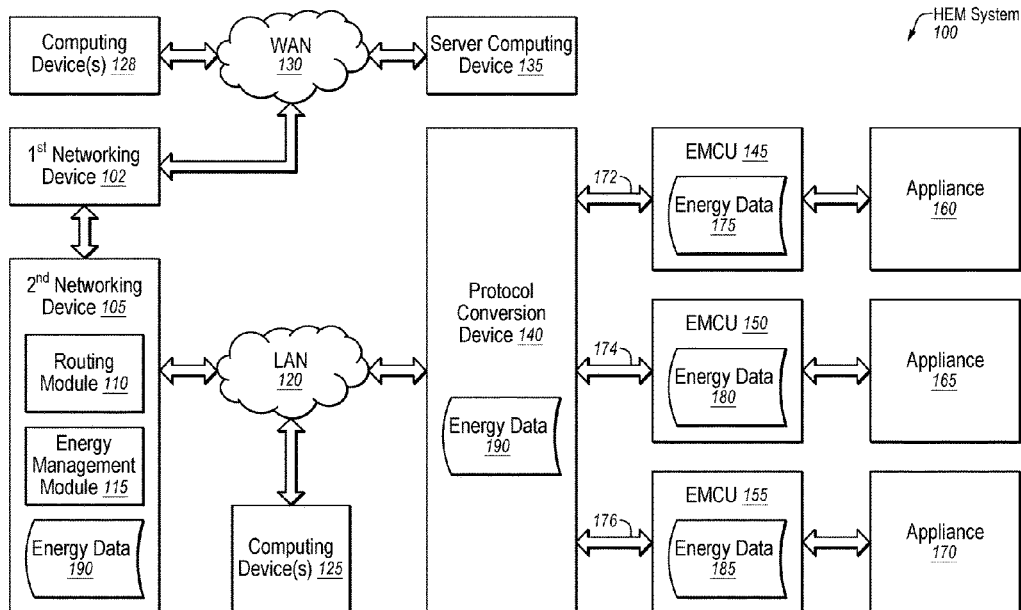 HEM System
100
Computing
Device(s) 128
WAN
130
Server Computing
Device 135
1st Networking
Device 102
2nd Networking
Device 105
Routing
Module 110
Energy
Management
Module 115
Energy Data
190
LAN
120
Computing
Device(s) 125
Protocol
Conversion
Device 140
Energy Data
190
172
EMCU 145
Energy Data
175
Appliance
160
174
EMCU 150
Energy Data
180
Appliance
165
176
EMCU 155
Energy Data
185
Appliance
170